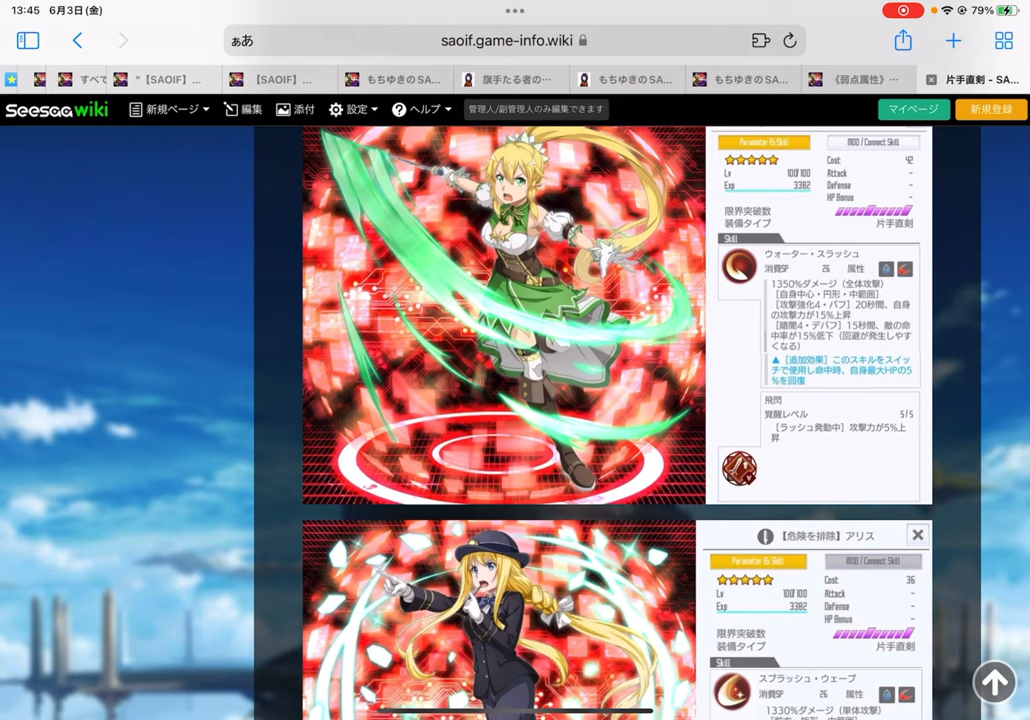 13:45 6月3日(金)
79%
ぁあ
saoif.game-info.wiki
すべて
"【SAOIF】...
【SAOIF】...
もちゆきのSA...
旗手たる者の...
もちゆきのSA...
もちゆきのSA...
《弱点属性》...
片手直剣 - SA...
Seesaa wiki
新規ページ
編集
添付
設定
ヘルプ
管理人/副管理人のみ編集できます
マイページ
新規登録
Parameter & Skill
MOD / Connect Skill
Lv 100/100
Exp 3382
Cost 42
Attack -
Defense -
HP Bonus -
限界突破数
装備タイプ 片手直剣
Skill
ウォーター・スラッシュ
消費SP 26 属性
1350%ダメージ（全体攻撃）
［自身中心・円形・中範囲］
［攻撃強化4・バフ］20秒間、自身
の攻撃力が15%上昇
［暗闇4・デバフ］15秒間、敵の命
中率が15%低下（回避が発生しやす
くなる）
▲［追加効果］このスキルをスイッ
チで使用し命中時、自身最大HPの5
%を回復
飛閃
覚醒レベル 5/5
［ラッシュ発動中］攻撃力が5%上
昇
【危険を排除】アリス
Parameter & Skill
MOD / Connect Skill
Lv 100/100
Exp 3382
Cost 36
Attack -
Defense -
HP Bonus -
限界突破数
装備タイプ 片手直剣
Skill
スプラッシュ・ウェーブ
消費SP 26 属性
1330%ダメージ（単体攻撃）